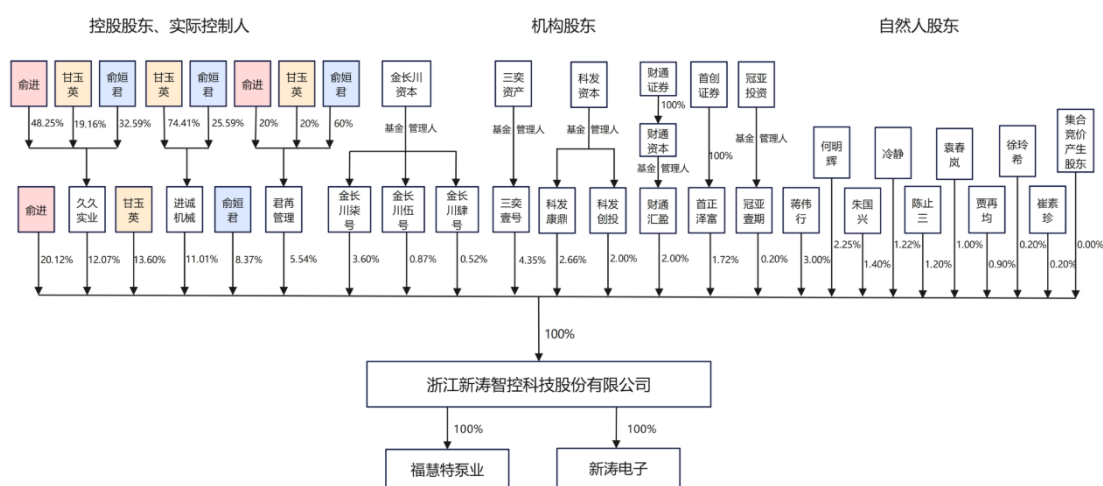 控股股东、实际控制人
机构股东
自然人股东
俞进
甘玉
英
俞姮
君
甘玉
英
俞姮
君
俞进
甘玉
英
俞姮
君
金长川
资本
三奕
资产
科发
资本
财通
证券
首创
证券
冠亚
投资
48.25%
19.16%
32.59%
74.41%
25.59%
20%
20%
60%
基金 管理人
基金 管理人
100%
财通
资本
基金 管理人
100%
基金 管理人
何明
辉
冷静
袁春
岚
徐玲
希
集合
竞价
产生
股东
俞进
久久
实业
甘玉
英
进诚
机械
俞姮
君
君芮
管理
金长
川柒
号
金长
川伍
号
金长
川肆
号
三奕
壹号
科发
康鼎
科发
创投
财通
汇盈
首正
泽富
冠亚
壹期
蒋伟
行
朱国
兴
陈止
三
贾再
均
崔素
珍
20.12%
12.07%
13.60%
11.01%
8.37%
5.54%
3.60%
0.87%
0.52%
4.35%
2.66%
2.00%
2.00%
1.72%
0.20%
3.00%
2.25%
1.40%
1.22%
1.20%
1.00%
0.90%
0.20%
0.20%
0.00%
100%
浙江新涛智控科技股份有限公司
100%
100%
福慧特泵业
新涛电子